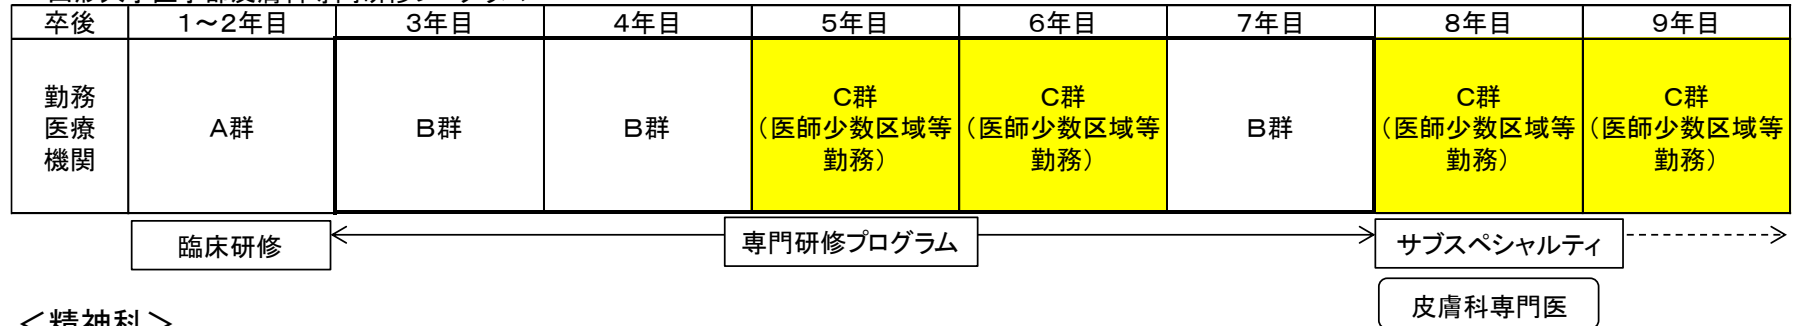 卒後 1～2年目 3年目 4年目 5年目 6年目 7年目 8年目 9年目
勤務
医療
機関
A群
B群
B群
C群
（医師少数区域等
勤務）
C群
（医師少数区域等
勤務）
B群
C群
（医師少数区域等
勤務）
C群
（医師少数区域等
勤務）
臨床研修
専門研修プログラム
サブスペシャルティ
皮膚科専門医
＜精神科＞